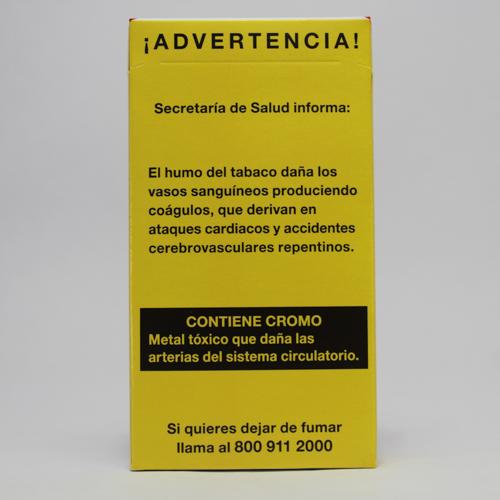 ¡ADVERTENCIA!
Secretaría de Salud informa:
El humo del tabaco daña los
vasos sanguíneos produciendo
coágulos, que derivan en
ataques cardiacos y accidentes
cerebrovasculares repentinos.
CONTIENE CROMO
Metal tóxico que daña las
arterias del sistema circulatorio.
Si quieres dejar de fumar
llama al 800 911 2000